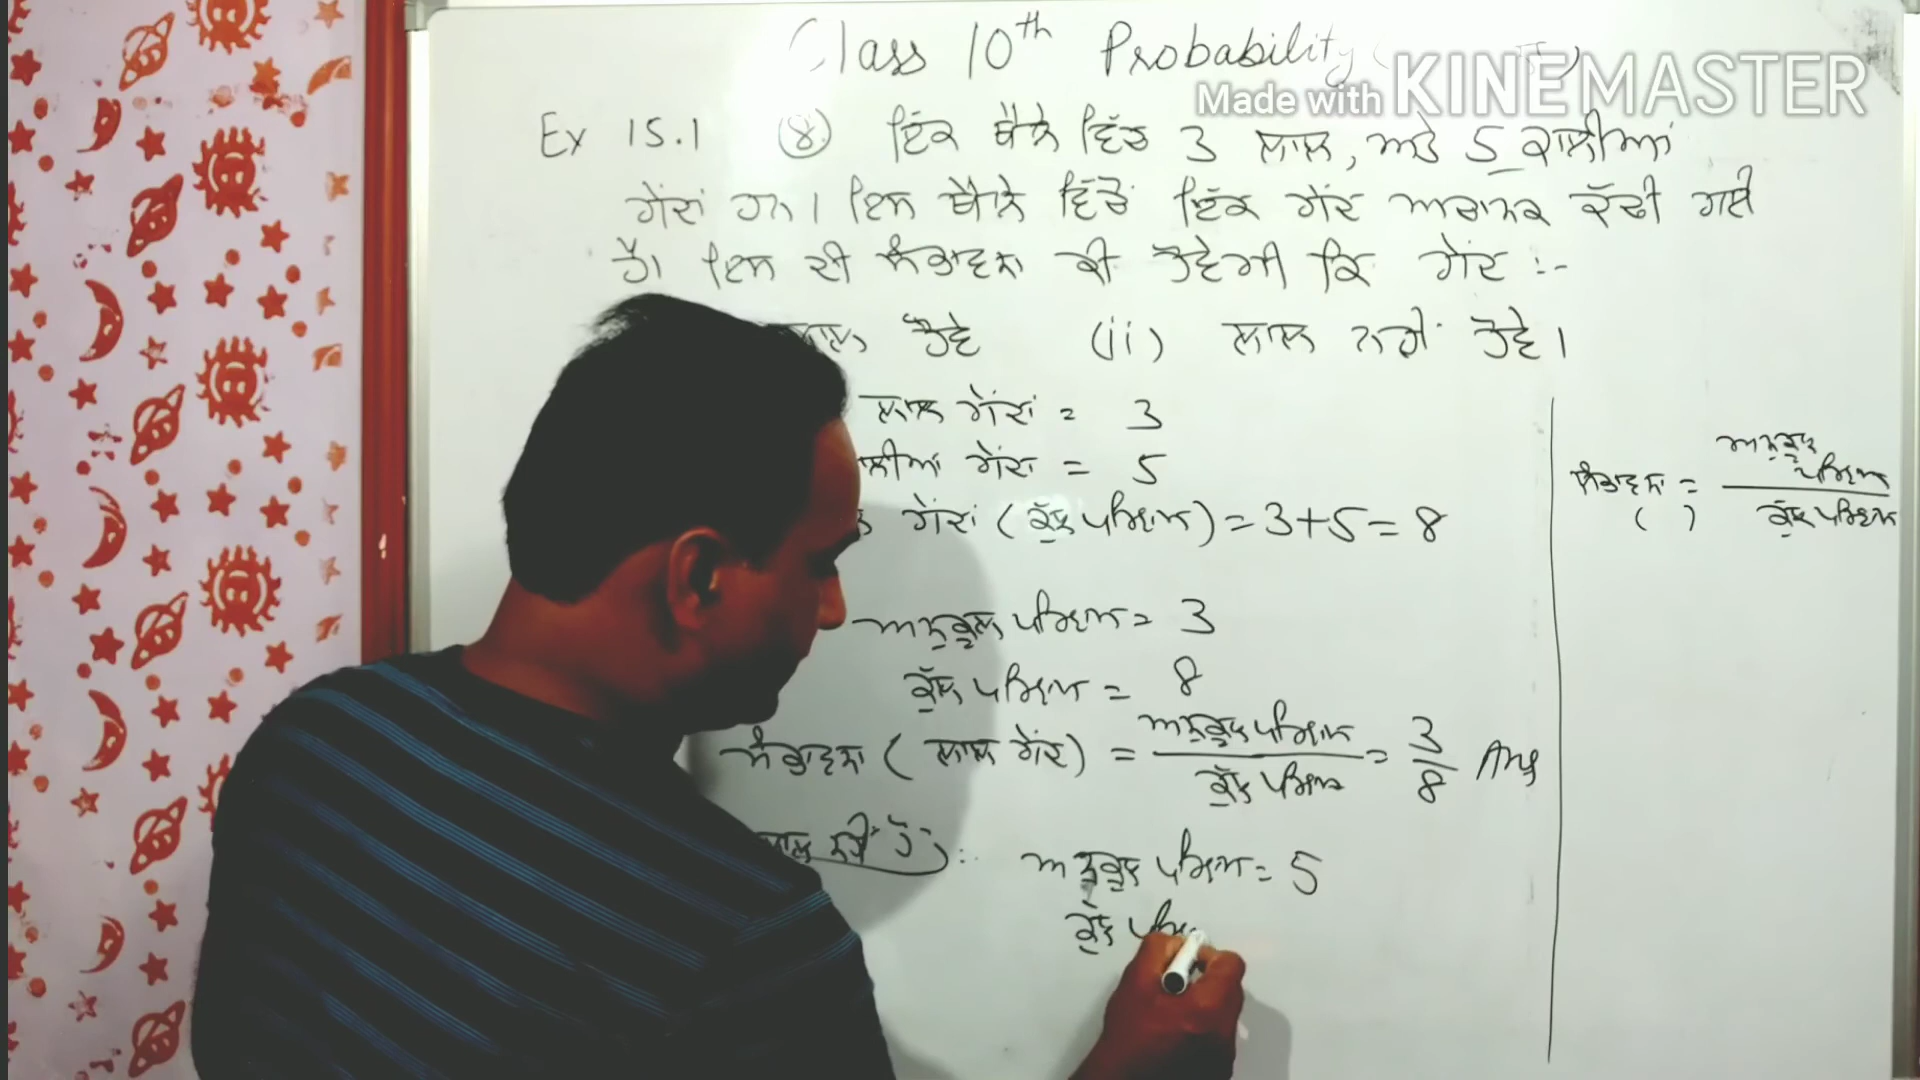 Class 10th Probability (
Made with KINEMASTER
Ex 15.1 (8) ਇੱਕ ਥੈਲੇ ਵਿੱਚ 3 ਲਾਲ, ਅਤੇ 5 ਕਾਲੀਆਂ
ਗੇਂਦਾਂ ਹਨ। ਇਸ ਥੈਲੇ ਵਿੱਚੋਂ ਇੱਕ ਗੇਂਦ ਅਚਾਨਕ ਕੱਢੀ ਗਈ
ਹੈ। ਇਸ ਦੀ ਸੰਭਾਵਨਾ ਕੀ ਹੋਵੇਗੀ ਕਿ ਗੇਂਦ :-
ਲਾਲ ਹੋਵੇ (ii) ਲਾਲ ਨਹੀਂ ਹੋਵੇ।
ਲਾਲ ਗੇਂਦਾਂ = 3
ਗੇਂਦਾਂ = 5
ਗੇਂਦਾਂ (ਕੁੱਲ ਪਰਿਣਾਮ) = 3+5 = 8
ਅਨੁਕੂਲ ਪਰਿਣਾਮ = 3
ਕੁੱਲ ਪਰਿਣਾਮ = 8
ਸੰਭਾਵਨਾ (ਲਾਲ ਗੇਂਦ) = ਅਨੁਕੂਲ ਪਰਿਣਾਮ / ਕੁੱਲ ਪਰਿਣਾਮ = 3/8 Ans
ਲਾਲ ਨਹੀਂ ਹੈ :- ਅਨੁਕੂਲ ਪਰਿਣਾਮ = 5
ਕੁੱਲ
ਸੰਭਾਵਨਾ ( ) = ਅਨੁਕੂਲ ਪਰਿਣਾਮ / ਕੁੱਲ ਪਰਿਣਾਮ